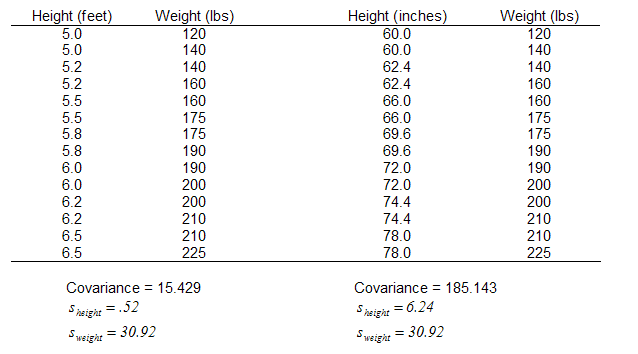 Height (feet) Weight (lbs) Height (inches) Weight (lbs)
5.0 120 60.0 120
5.0 140 60.0 140
5.2 140 62.4 140
5.2 160 62.4 160
5.5 160 66.0 160
5.5 175 66.0 175
5.8 175 69.6 175
5.8 190 69.6 190
6.0 190 72.0 190
6.0 200 72.0 200
6.2 200 74.4 200
6.2 210 74.4 210
6.5 210 78.0 210
6.5 225 78.0 225
Covariance = 15.429 Covariance = 185.143
s height = .52 s height = 6.24
s weight = 30.92 s weight = 30.92